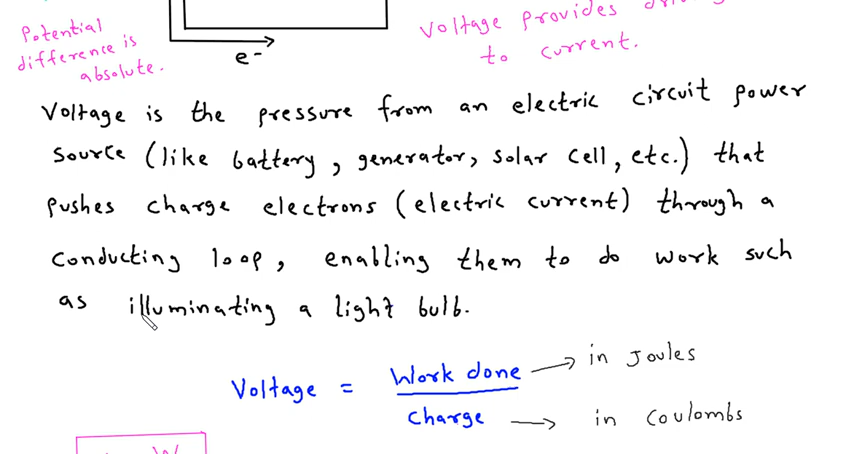 Potential
difference is
absolute.
e-
Voltage provides
to current.
Voltage is the pressure from an electric circuit power
source (like battery, generator, solar cell, etc.) that
pushes charge electrons (electric current) through a
conducting loop, enabling them to do work such
as illuminating a light bulb.
Voltage = Work done → in Joules
Charge → in Coulombs